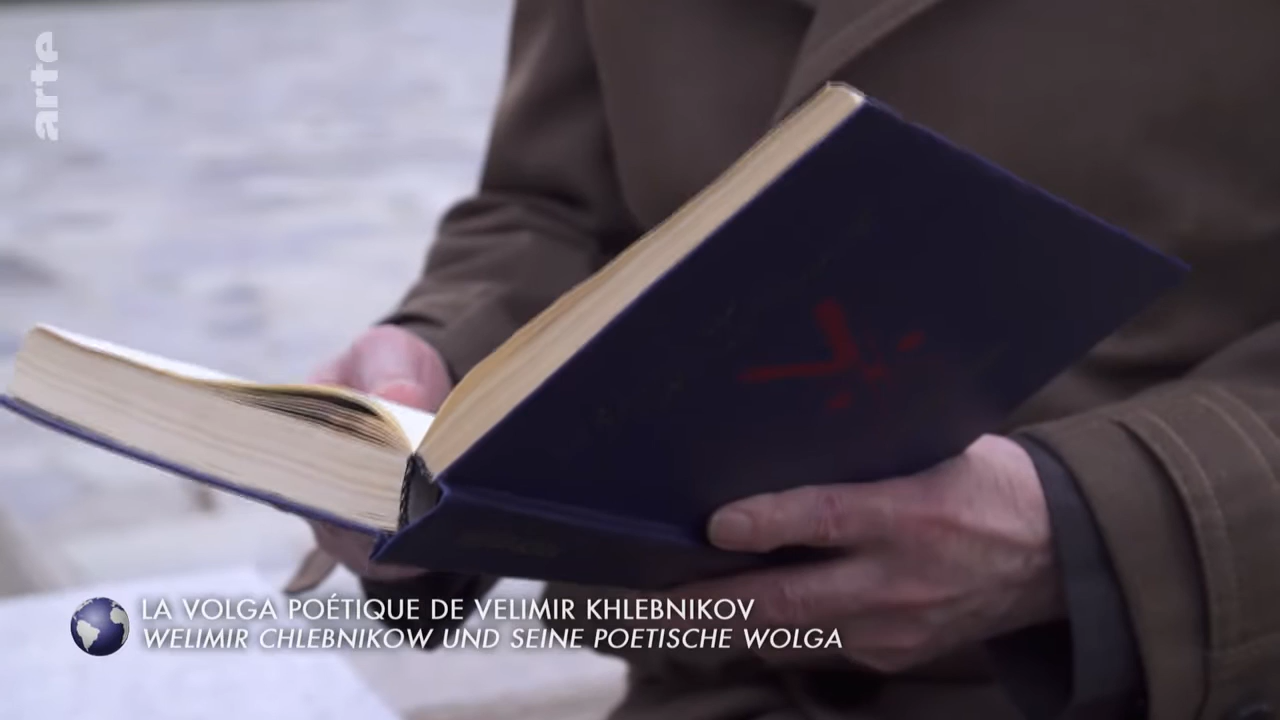 arte
LA VOLGA POÉTIQUE DE VELIMIR KHLEBNIKOV
WELIMIR CHLEBNIKOW UND SEINE POETISCHE WOLGA